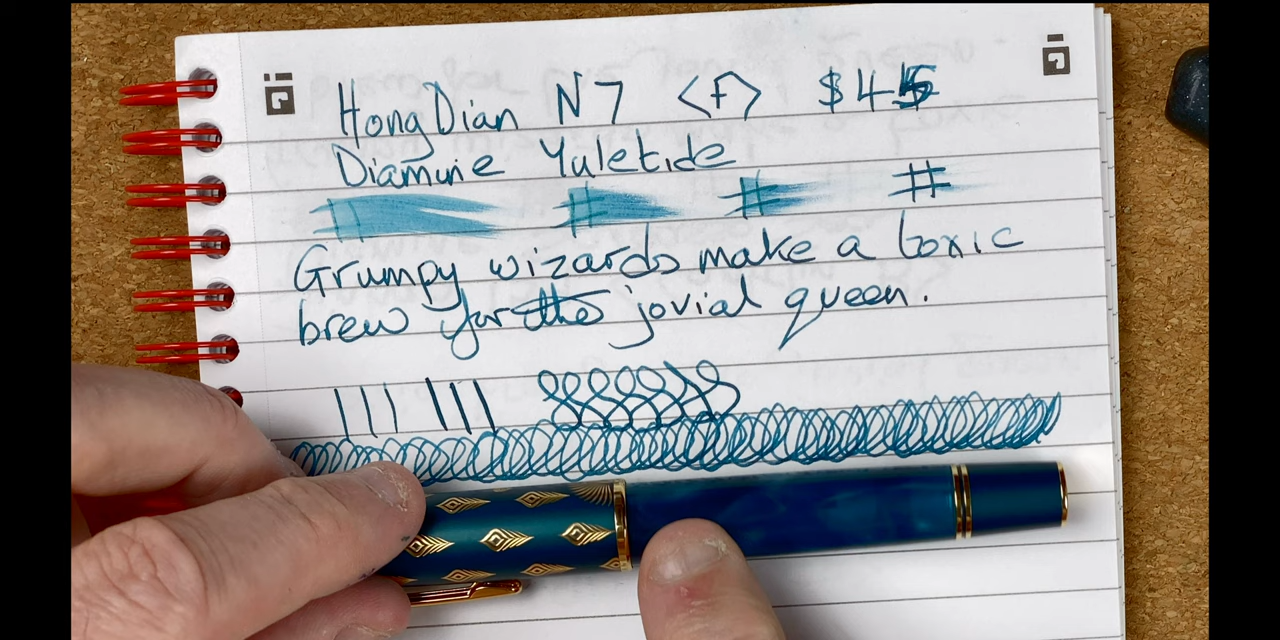 HongDian N7 <F> $45
Diamine Yuletide
# # # #
Grumpy wizards make a toxic
brew for the jovial queen.